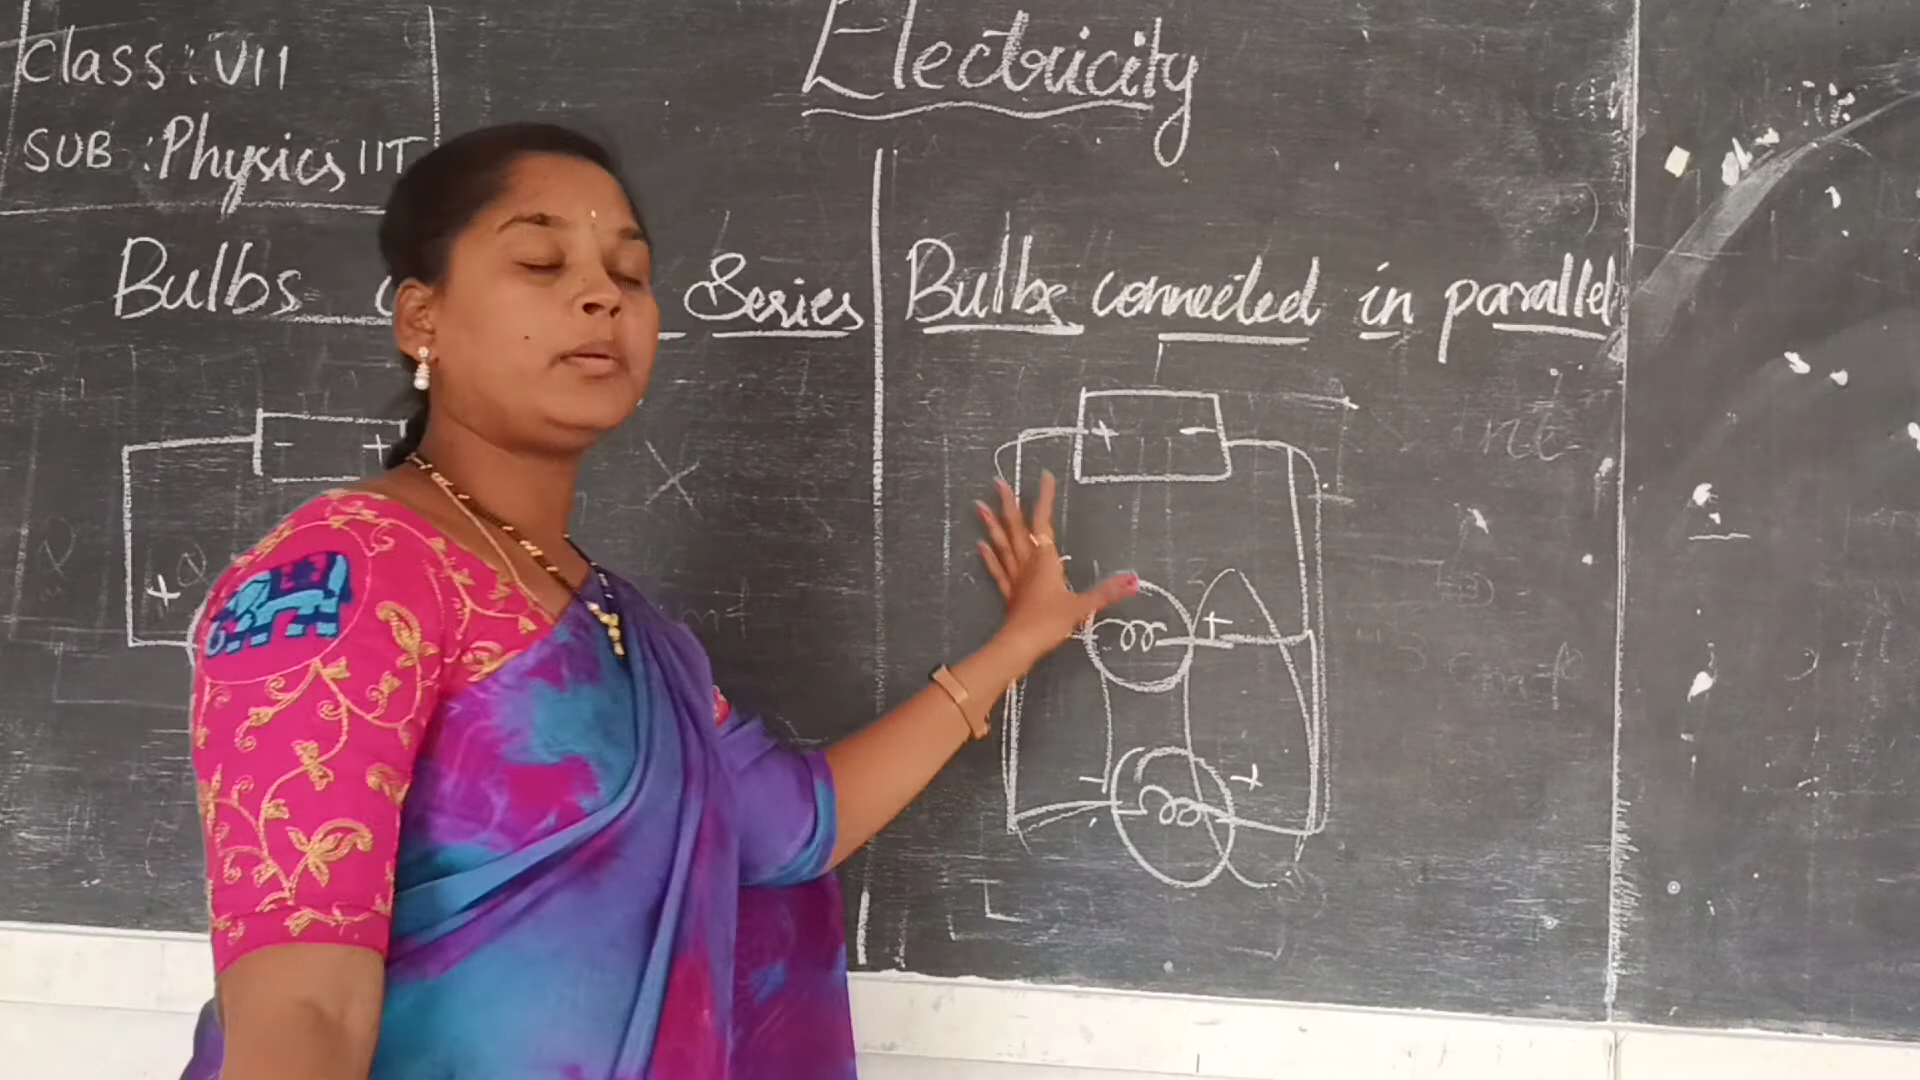 Class: VII
SUB: Physics IIT
Electricity
Bulbs
Series
Bulbs connected in parallel
- +
+
+ -
- +
- +